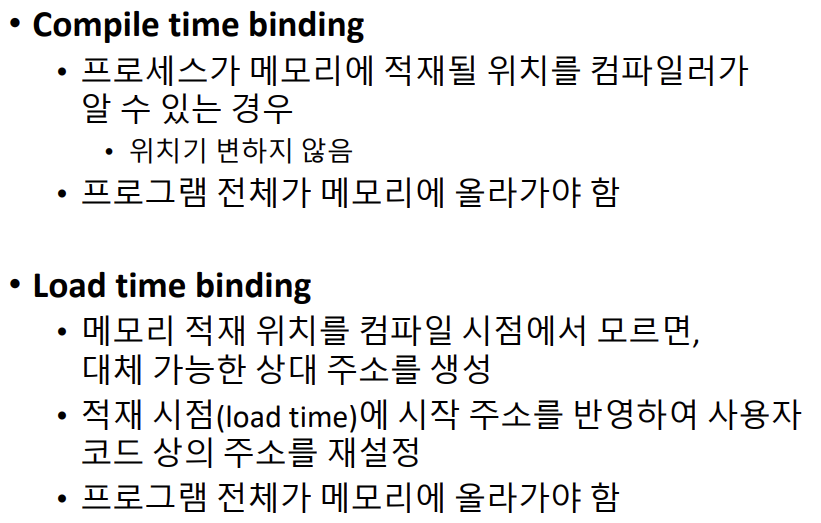 • Compile time binding
• 프로세스가 메모리에 적재될 위치를 컴파일러가
알 수 있는 경우
• 위치기 변하지 않음
• 프로그램 전체가 메모리에 올라가야 함
• Load time binding
• 메모리 적재 위치를 컴파일 시점에서 모르면,
대체 가능한 상대 주소를 생성
• 적재 시점(load time)에 시작 주소를 반영하여 사용자
코드 상의 주소를 재설정
• 프로그램 전체가 메모리에 올라가야 함